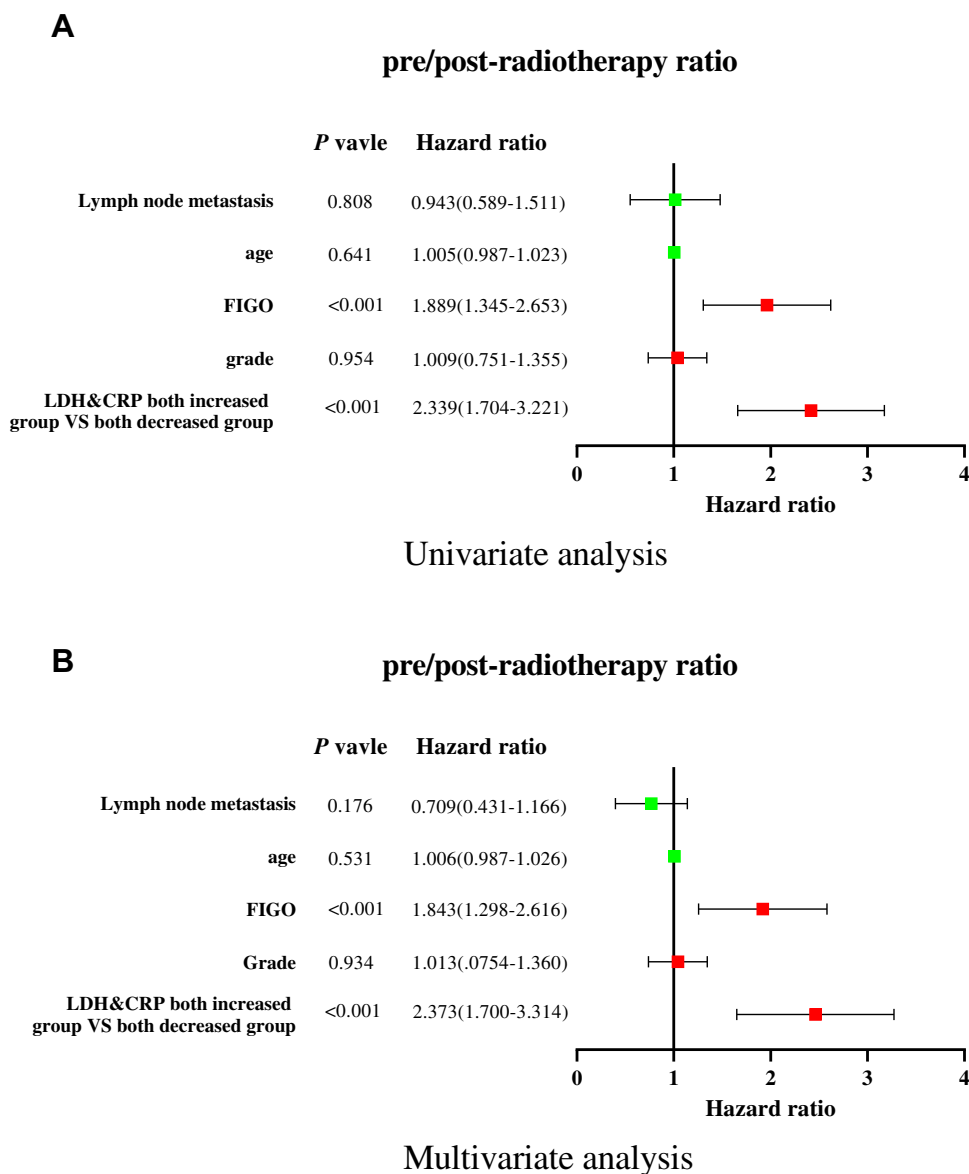 A
pre/post-radiotherapy ratio
P vavle Hazard ratio
Lymph node metastasis 0.808 0.943(0.589-1.511)
age 0.641 1.005(0.987-1.023)
FIGO <0.001 1.889(1.345-2.653)
grade 0.954 1.009(0.751-1.355)
LDH&CRP both increased
group VS both decreased group <0.001 2.339(1.704-3.221)
0 1 2 3 4
Hazard ratio
Univariate analysis
B
pre/post-radiotherapy ratio
P vavle Hazard ratio
Lymph node metastasis 0.176 0.709(0.431-1.166)
age 0.531 1.006(0.987-1.026)
FIGO <0.001 1.843(1.298-2.616)
Grade 0.934 1.013(.0754-1.360)
LDH&CRP both increased
group VS both decreased group <0.001 2.373(1.700-3.314)
0 1 2 3 4
Hazard ratio
Multivariate analysis